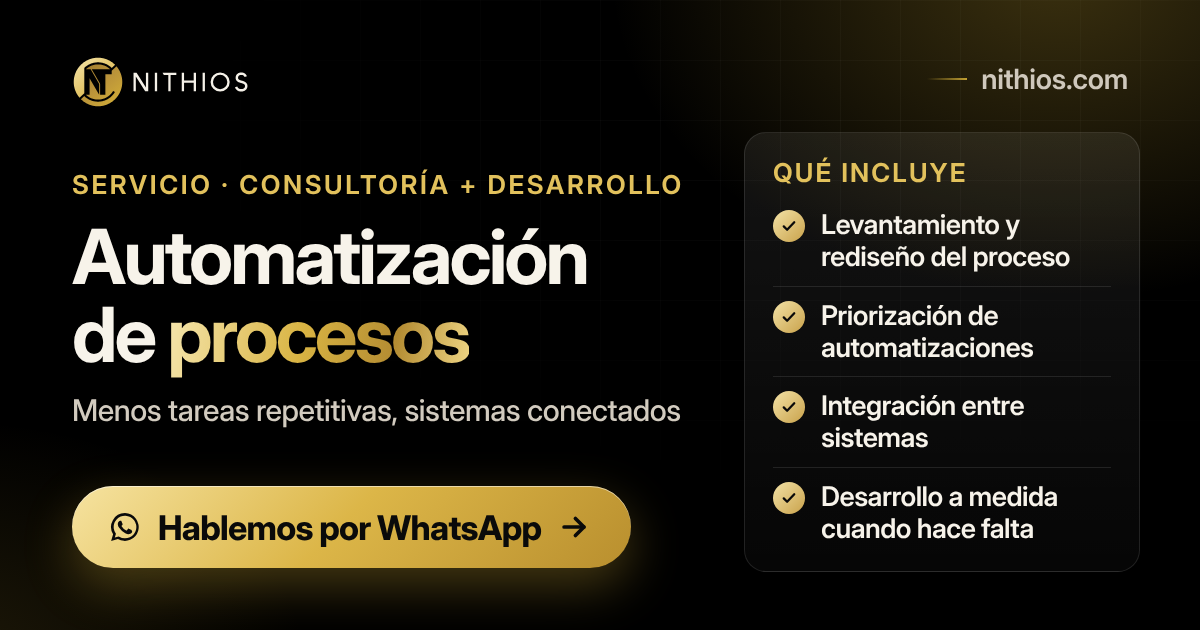 NITHIOS
nithios.com
SERVICIO · CONSULTORÍA + DESARROLLO
Automatización
de procesos
Menos tareas repetitivas, sistemas conectados
Hablemos por WhatsApp →
QUÉ INCLUYE
Levantamiento y
rediseño del proceso
Priorización de
automatizaciones
Integración entre
sistemas
Desarrollo a medida
cuando hace falta